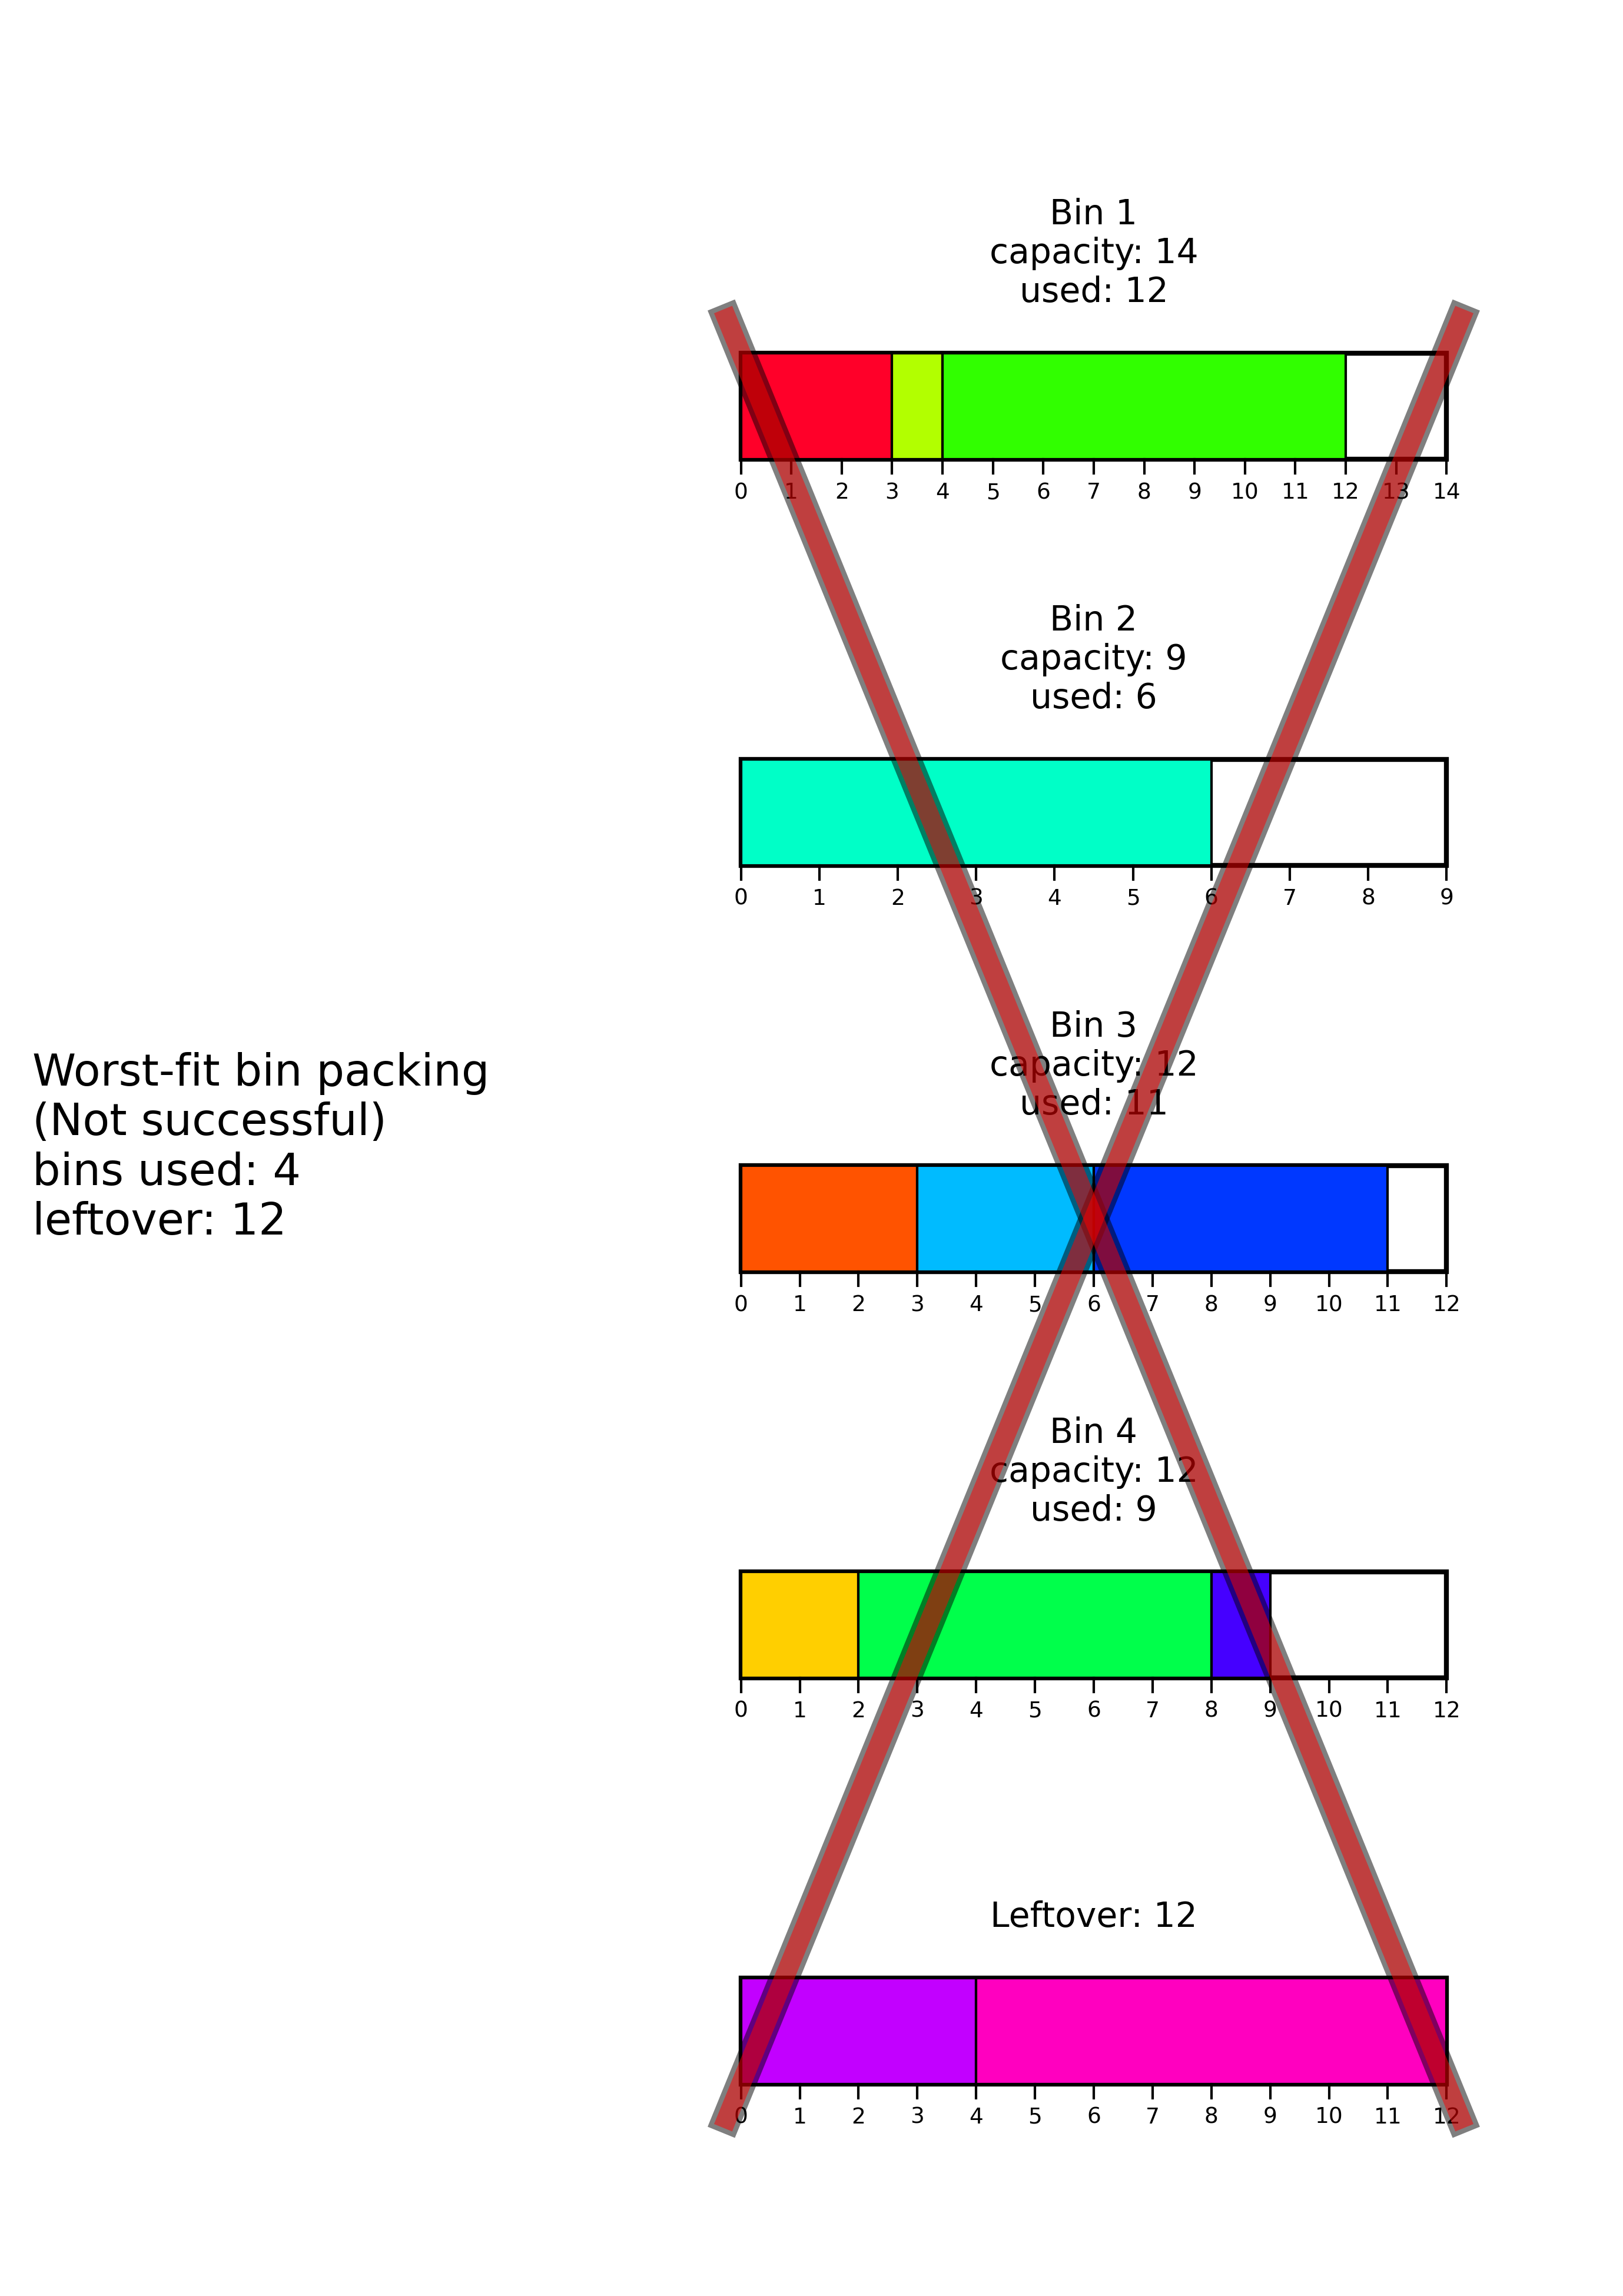 Bin 1
capacity: 14
used: 12
0 1 2 3 4 5 6 7 8 9 10 11 12 13 14
Bin 2
capacity: 9
used: 6
0 1 2 3 4 5 6 7 8 9
Bin 3
capacity: 12
used: 11
Worst-fit bin packing
(Not successful)
bins used: 4
leftover: 12
0 1 2 3 4 5 6 7 8 9 10 11 12
Bin 4
capacity: 12
used: 9
0 1 2 3 4 5 6 7 8 9 10 11 12
Leftover: 12
0 1 2 3 4 5 6 7 8 9 10 11 12